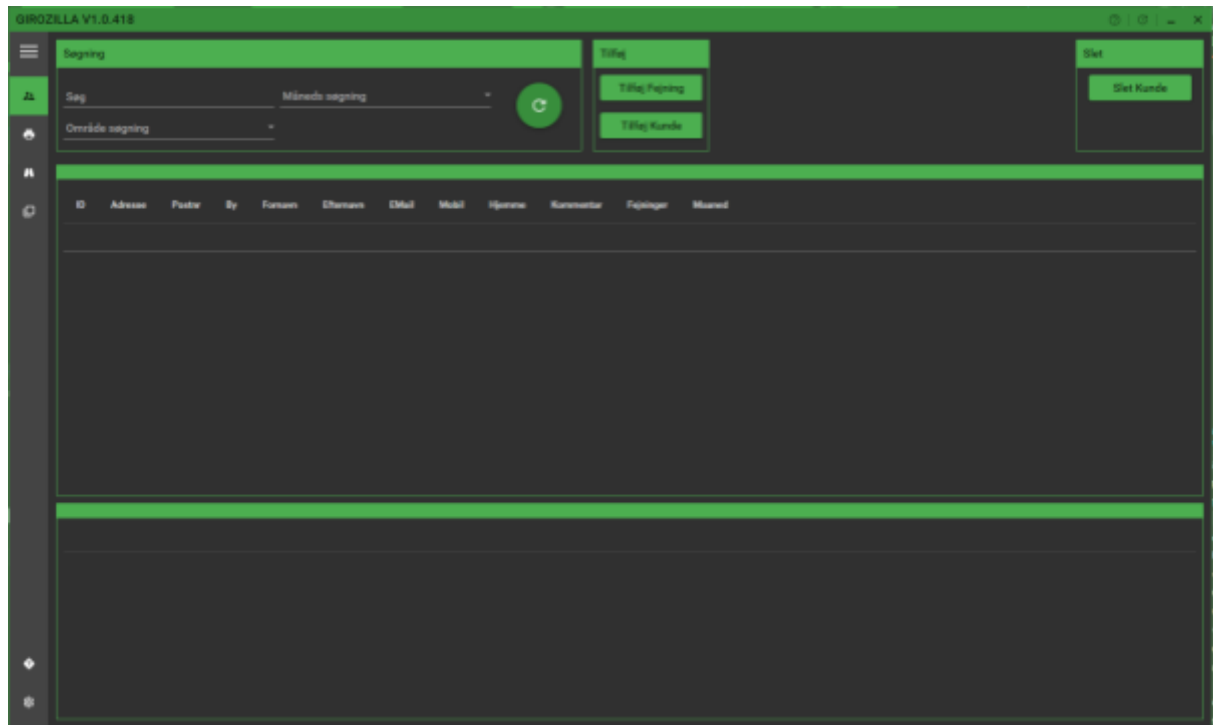 GIROZILLA V1.0.418
Søgning
Tilføj
Slet
Søg
Måneds søgning
Område søgning
Tilføj Fejning
Tilføj Kunde
Slet Kunde
ID Adresse Postnr By Fornavn Efternavn EMail Mobil Hjemme Kommentar Fejninger Maaned